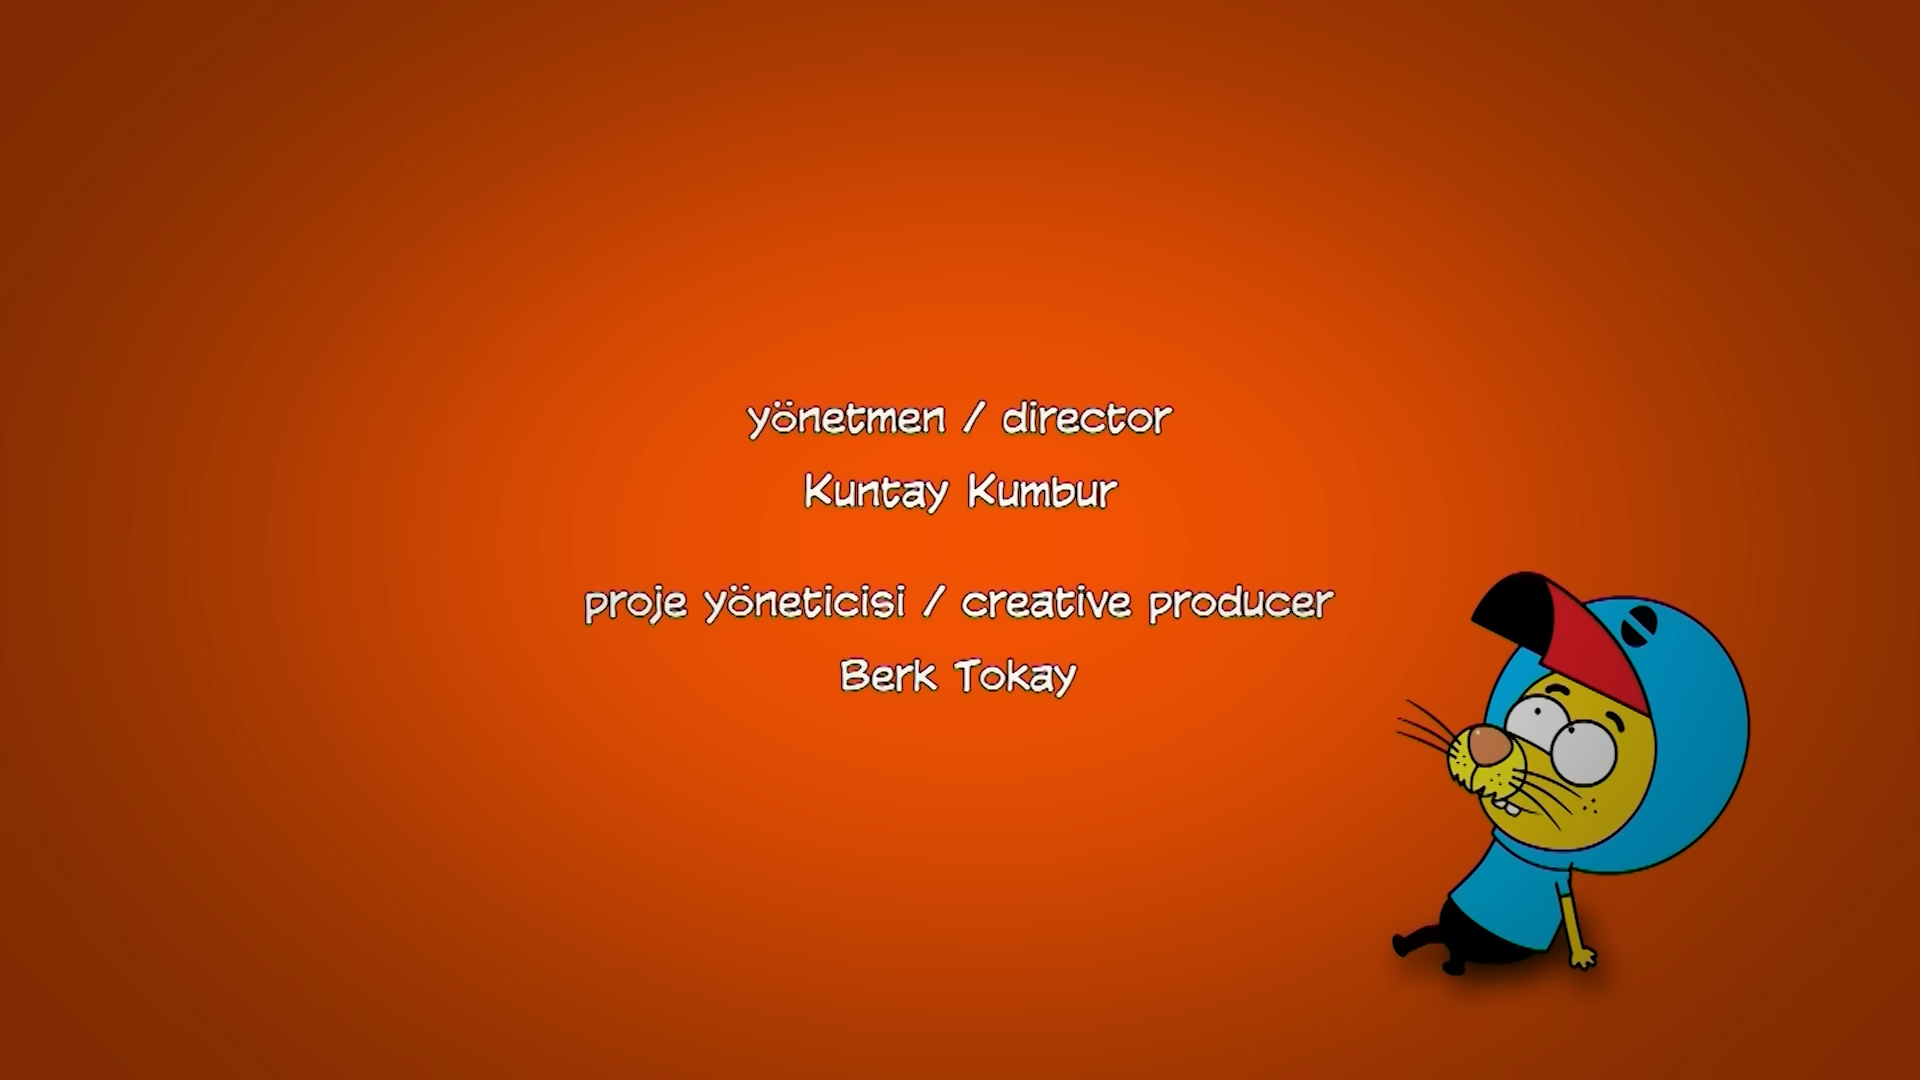 yönetmen / director
Kuntay Kumbur
proje yöneticisi / creative producer
Berk Tokay